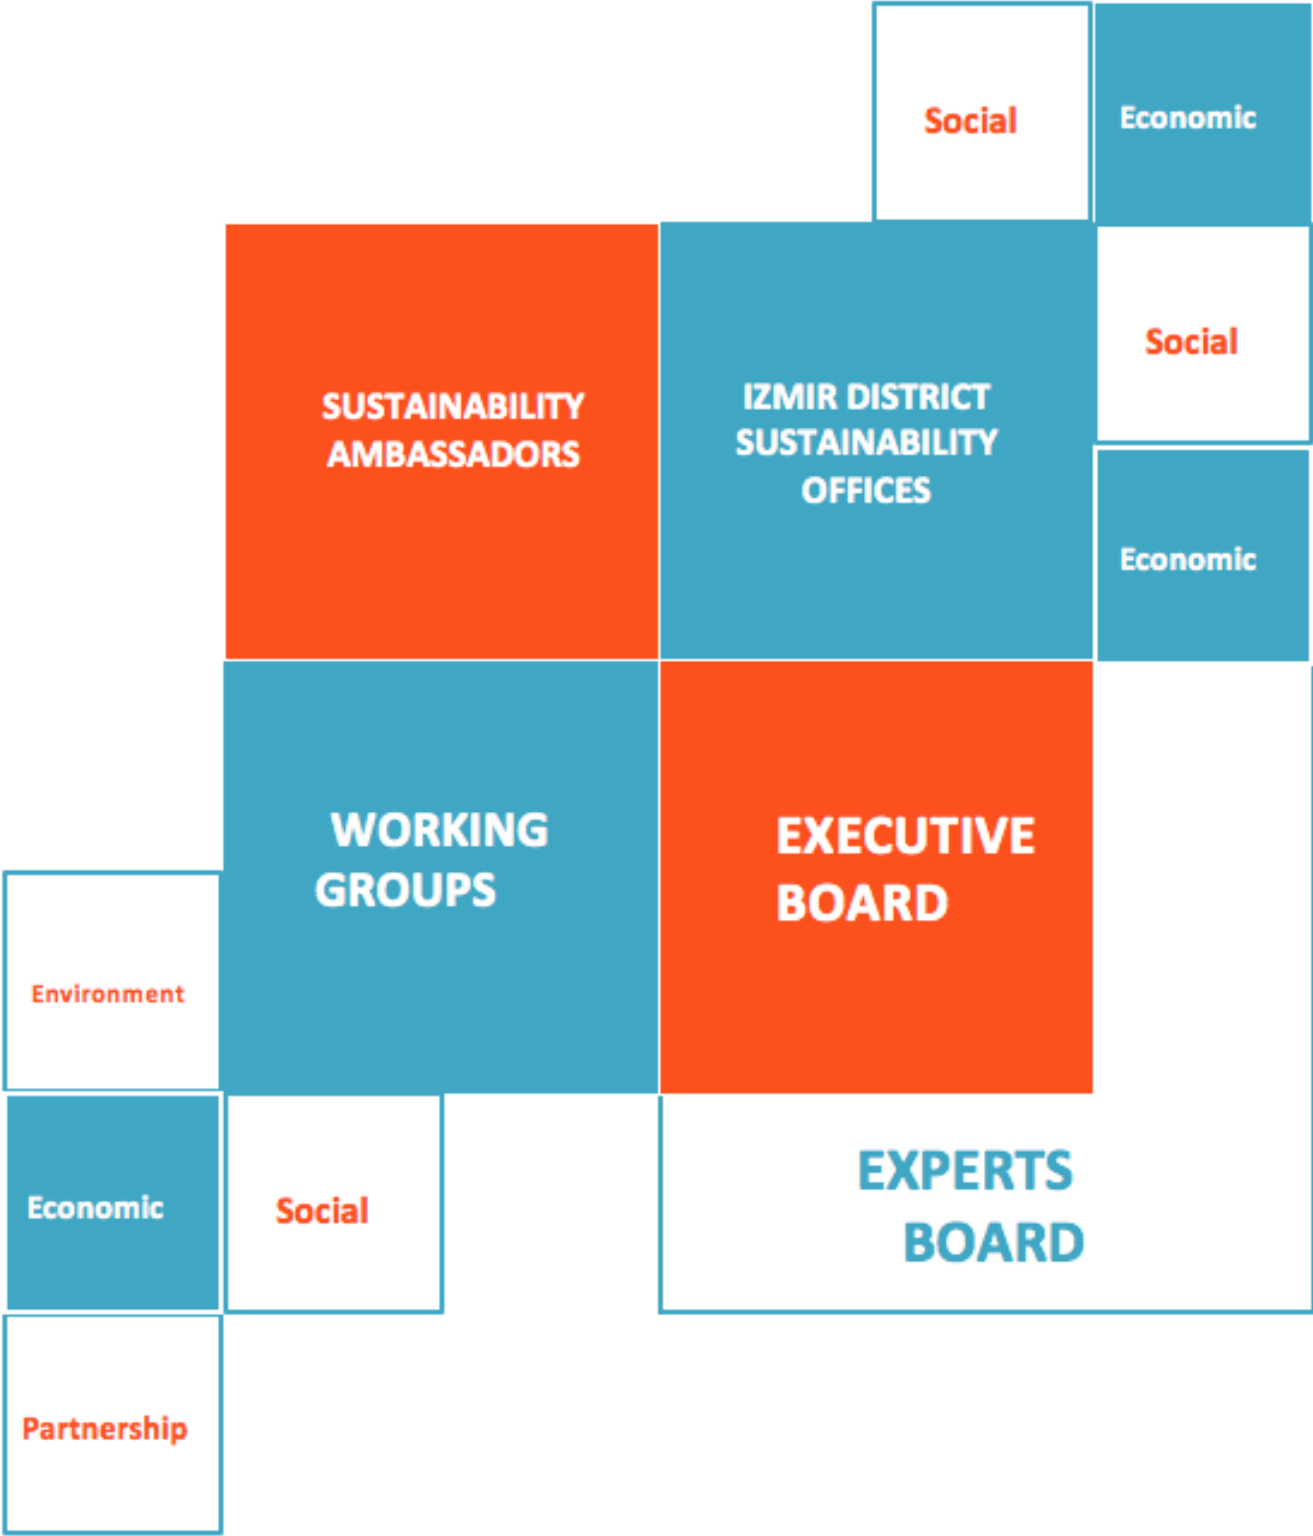 Social
Economic
Social
Economic
SUSTAINABILITY
AMBASSADORS
IZMIR DISTRICT
SUSTAINABILITY
OFFICES
WORKING
GROUPS
EXECUTIVE
BOARD
Environment
Economic
Social
Partnership
EXPERTS
BOARD